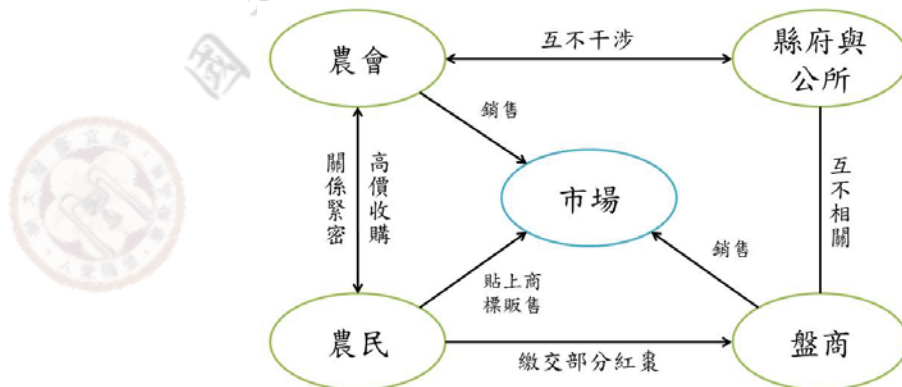 農會
互不干涉
縣府與
公所
銷售
關係緊密
高價收購
市場
互不相關
銷售
貼上商
標販售
農民
繳交部分紅棗
盤商